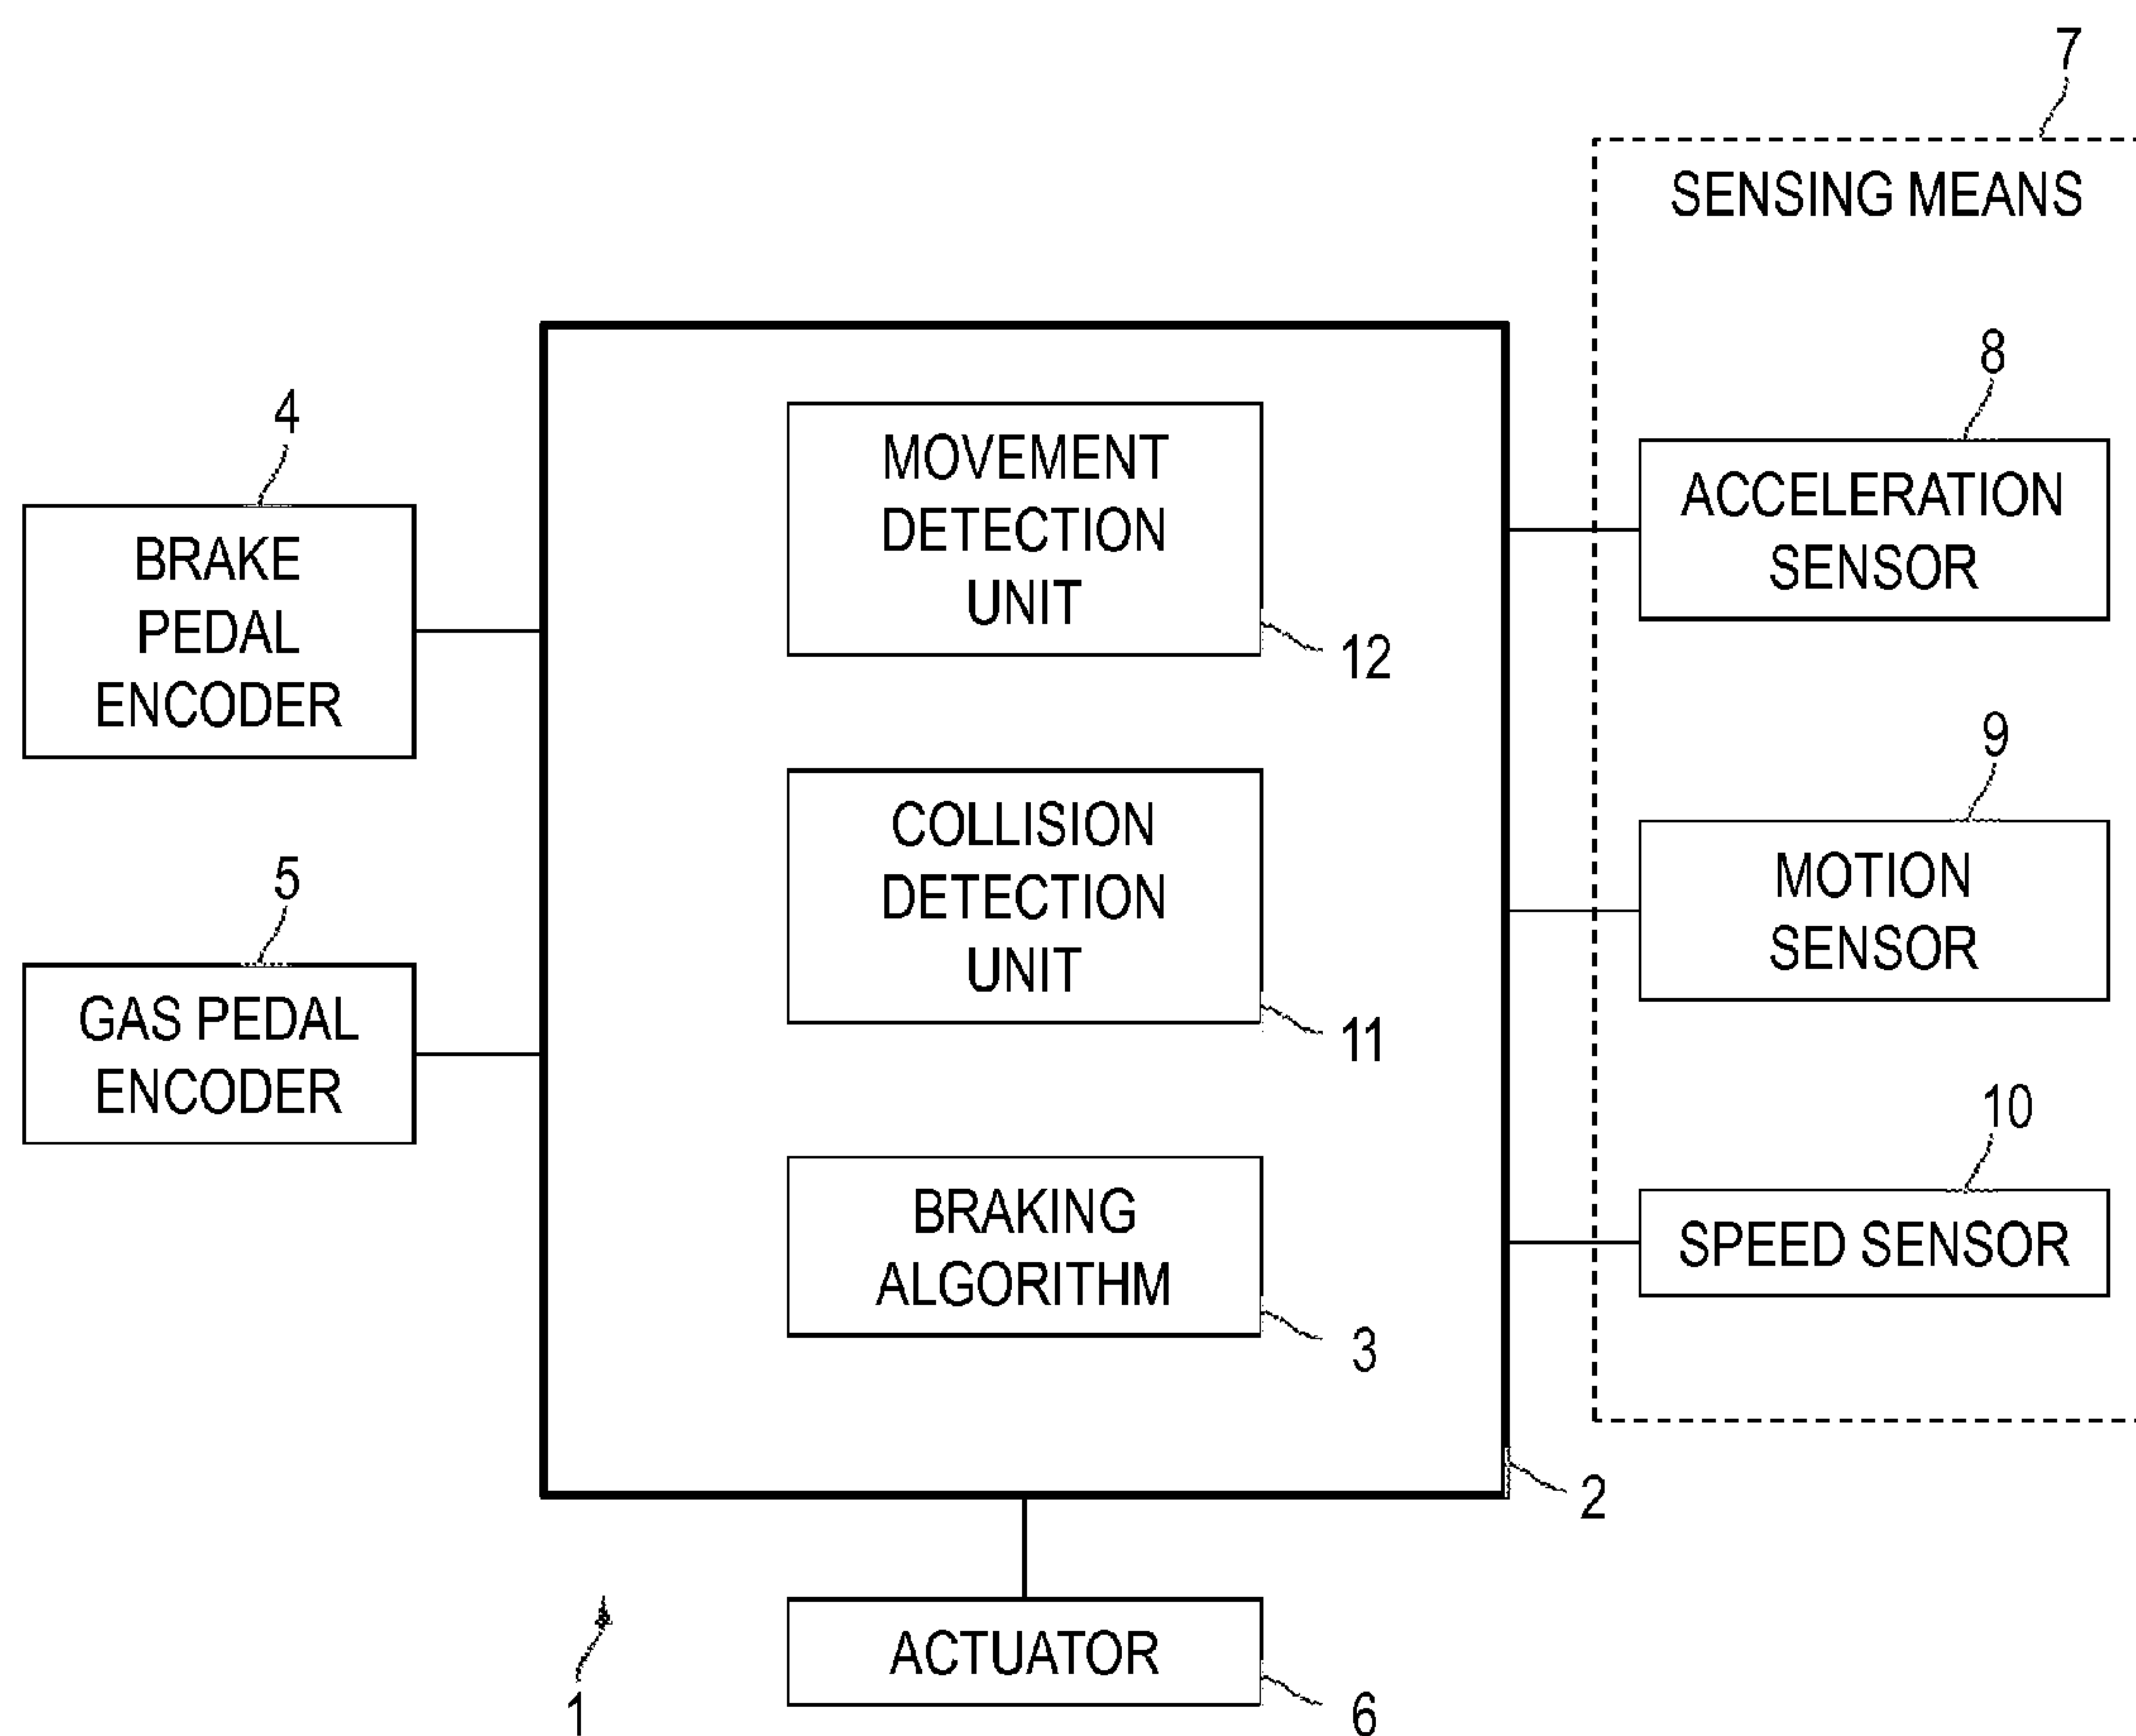 7
SENSING MEANS
8
ACCELERATION
SENSOR
4
BRAKE
PEDAL
ENCODER
MOVEMENT
DETECTION
UNIT
12
9
MOTION
SENSOR
COLLISION
DETECTION
UNIT
11
5
GAS PEDAL
ENCODER
10
SPEED SENSOR
BRAKING
ALGORITHM
3
2
ACTUATOR
6
1